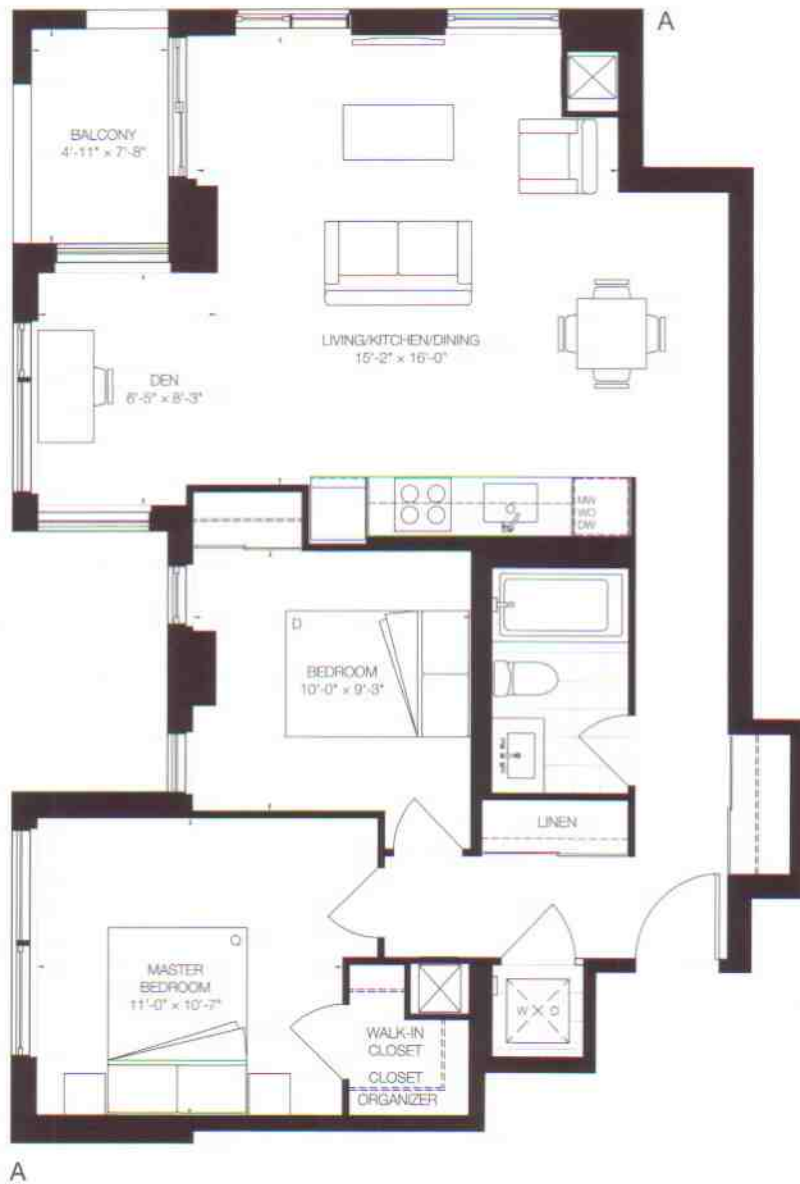 A
BALCONY
4'-11" × 7'-8"
LIVING/KITCHEN/DINING
15'-2" × 16'-0"
DEN
6'-5" × 8'-3"
MW
WO
DW
D
BEDROOM
10'-0" × 9'-3"
LINEN
Q
MASTER
BEDROOM
11'-0" × 10'-7"
W
D
WALK-IN
CLOSET
CLOSET
ORGANIZER
A